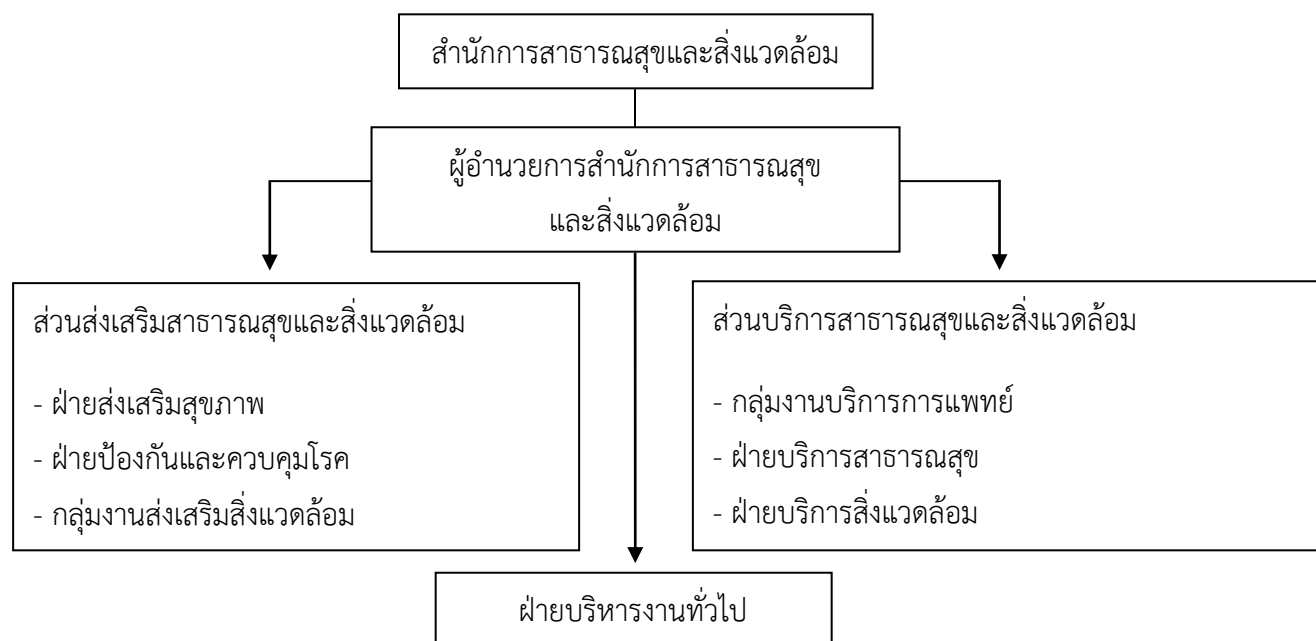 สำนักการสาธารณสุขและสิ่งแวดล้อม
ผู้อำนวยการสำนักการสาธารณสุข
และสิ่งแวดล้อม
ส่วนส่งเสริมสาธารณสุขและสิ่งแวดล้อม
- ฝ่ายส่งเสริมสุขภาพ
- ฝ่ายป้องกันและควบคุมโรค
- กลุ่มงานส่งเสริมสิ่งแวดล้อม
ส่วนบริการสาธารณสุขและสิ่งแวดล้อม
- กลุ่มงานบริการการแพทย์
- ฝ่ายบริการสาธารณสุข
- ฝ่ายบริการสิ่งแวดล้อม
ฝ่ายบริหารงานทั่วไป